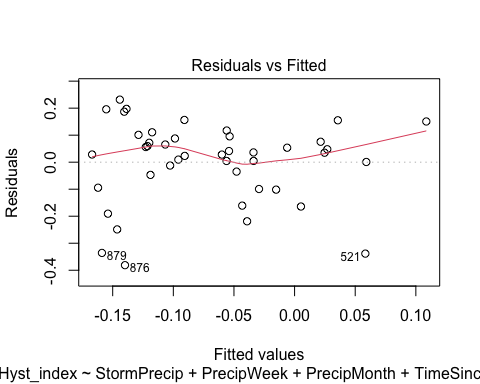 Residuals vs Fitted
Residuals
0.2
0.0
-0.2
-0.4
879
876
521
-0.15 -0.10 -0.05 0.00 0.05 0.10
Fitted values
Hyst_index ~ StormPrecip + PrecipWeek + PrecipMonth + TimeSinc